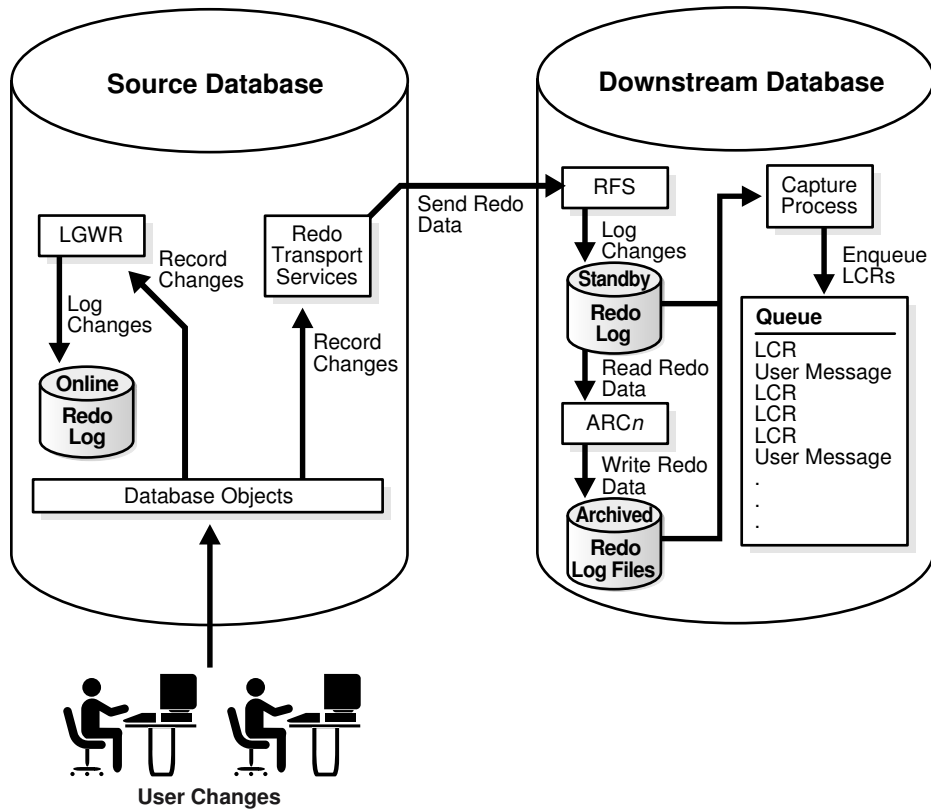 Source Database
Downstream Database
LGWR
Record
Changes
Log
Changes
Online
Redo
Log
Redo
Transport
Services
Record
Changes
Database Objects
Send Redo
Data
RFS
Log
Changes
Standby
Redo
Log
Read Redo
Data
ARCn
Write Redo
Data
Archived
Redo
Log Files
Capture
Process
Enqueue
LCRs
Queue
LCR
User Message
LCR
LCR
LCR
User Message
.
.
.
User Changes